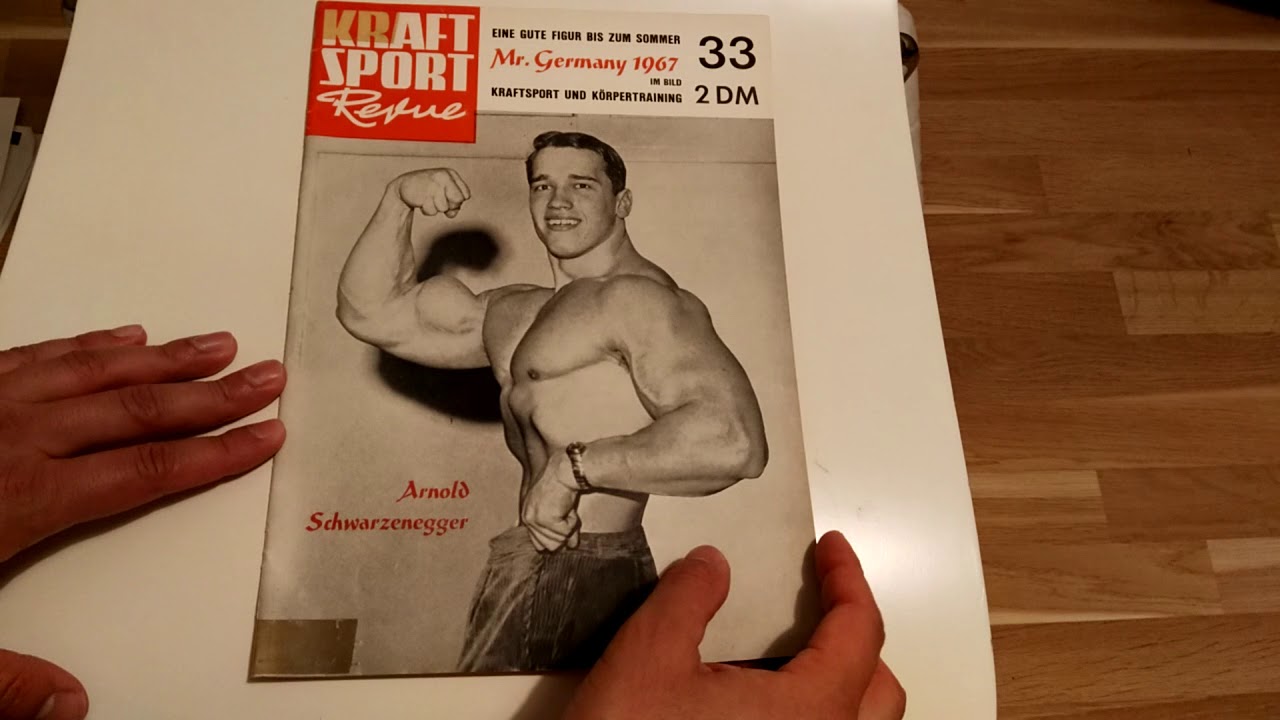 KRAFT
SPORT
Revue
EINE GUTE FIGUR BIS ZUM SOMMER
Mr. Germany 1967
IM BILD
KRAFTSPORT UND KÖRPERTRAINING
33
2 DM
Arnold
Schwarzenegger